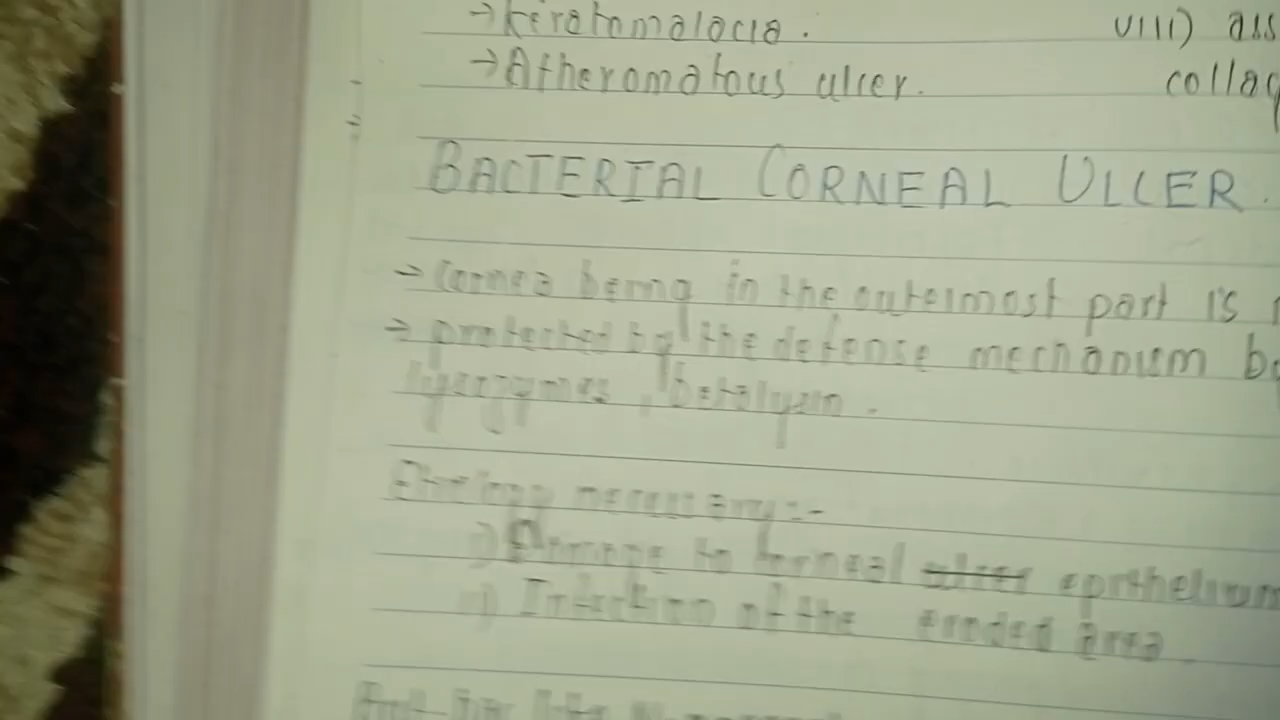 →Keratomalacia. viii) ass
→Atheromatous ulcer. collag
BACTERIAL CORNEAL ULCER.
→ Cornea being in the outermost part is
→ protected by the defense mechanism
, betalysin.
Etiology necessary:-
i) Damage to corneal ulcer epithelium
ii) Infection of the eroded area